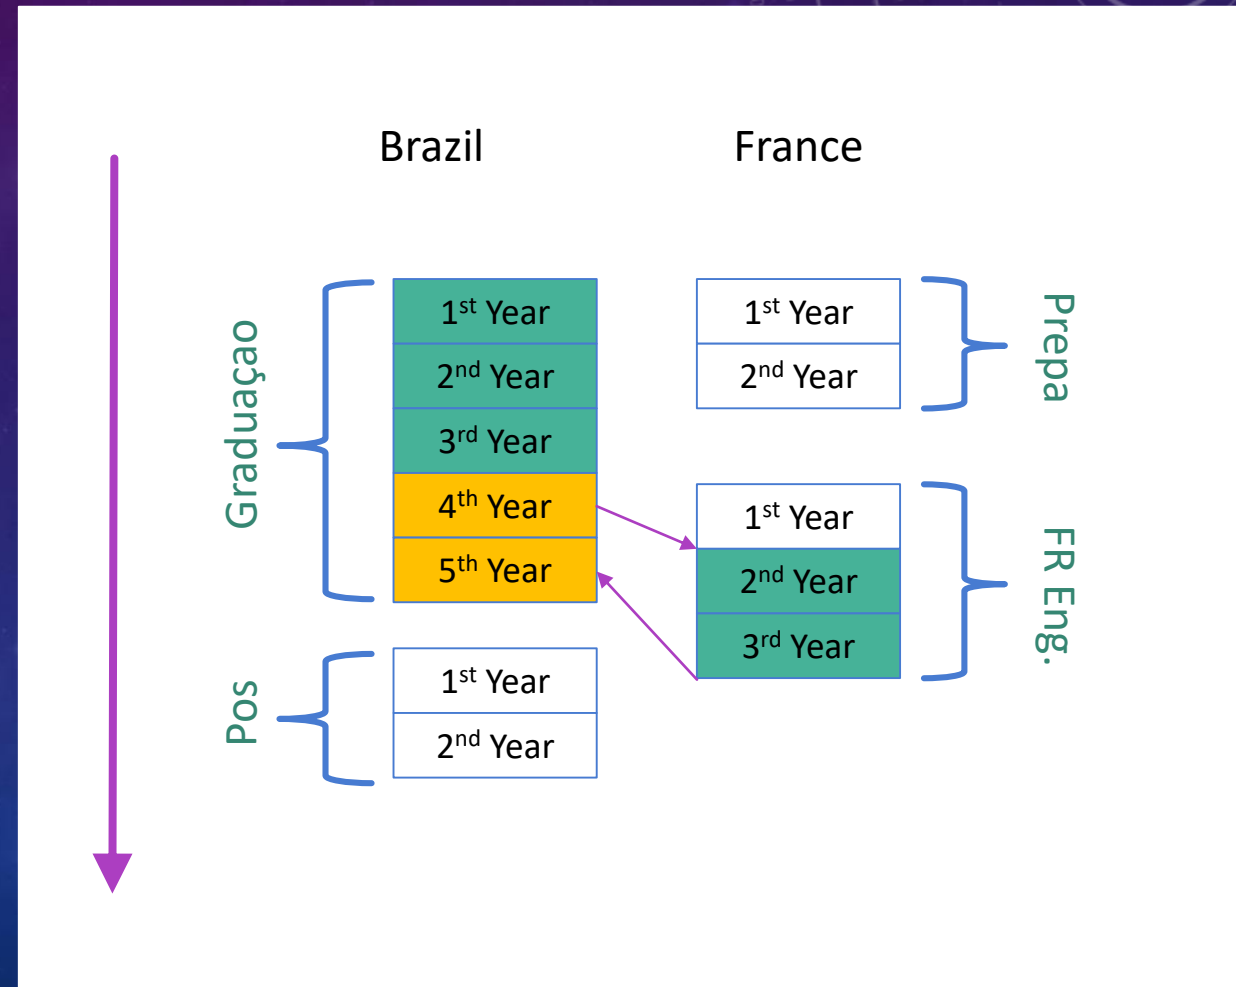 Brazil
France
Graduaçao
1st Year
2nd Year
3rd Year
4th Year
5th Year
Pos
1st Year
2nd Year
1st Year
2nd Year
Prepa
1st Year
2nd Year
3rd Year
FR Eng.